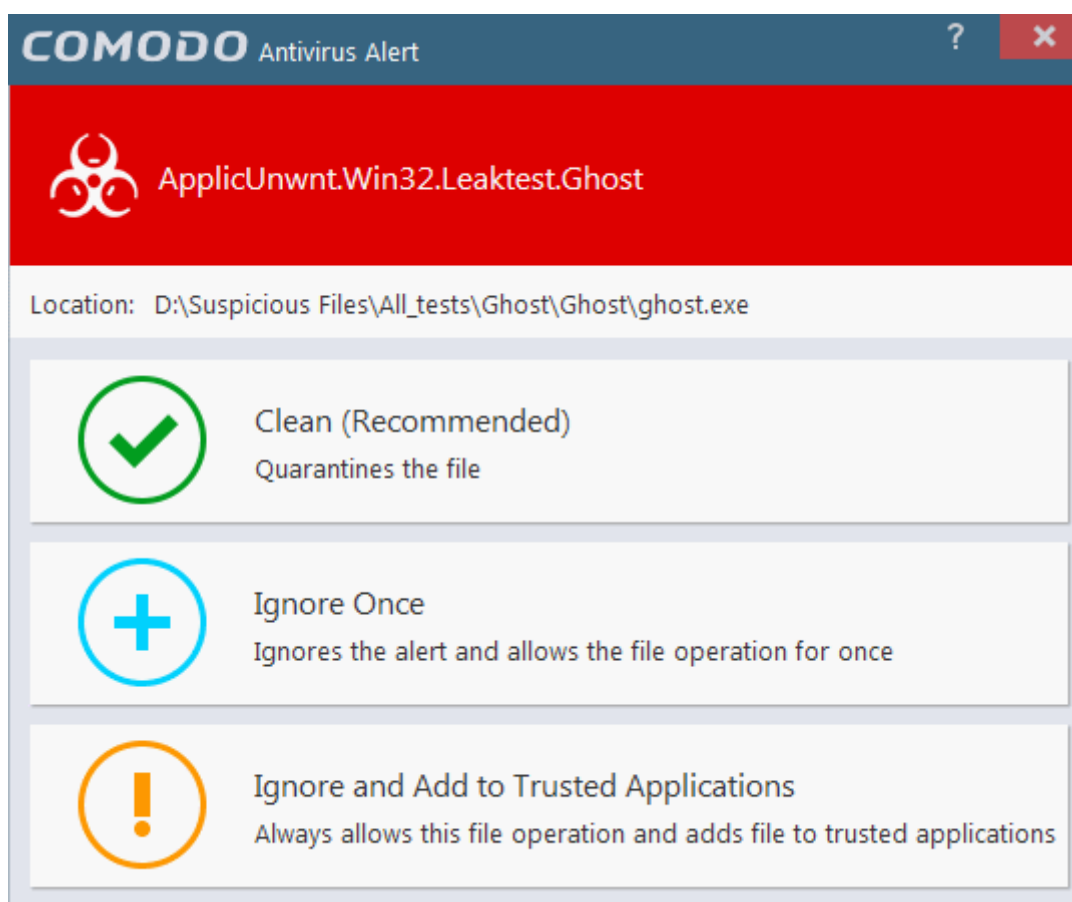 COMODO Antivirus Alert ?
ApplicUnwnt.Win32.Leaktest.Ghost
Location: D:\Suspicious Files\All_tests\Ghost\Ghost\ghost.exe
Clean (Recommended)
Quarantines the file
Ignore Once
Ignores the alert and allows the file operation for once
Ignore and Add to Trusted Applications
Always allows this file operation and adds file to trusted applications